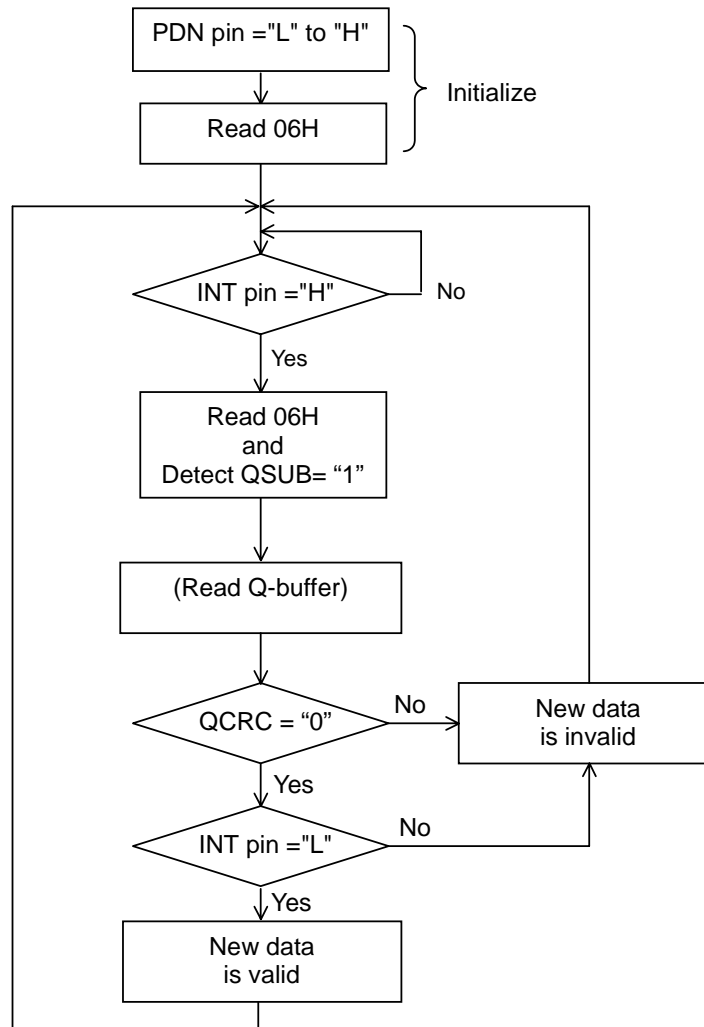 PDN pin ="L" to "H"
Initialize
Read 06H
INT pin ="H"
No
Yes
Read 06H
and
Detect QSUB= “1”
(Read Q-buffer)
QCRC = “0”
No
New data
is invalid
Yes
INT pin ="L"
No
Yes
New data
is valid